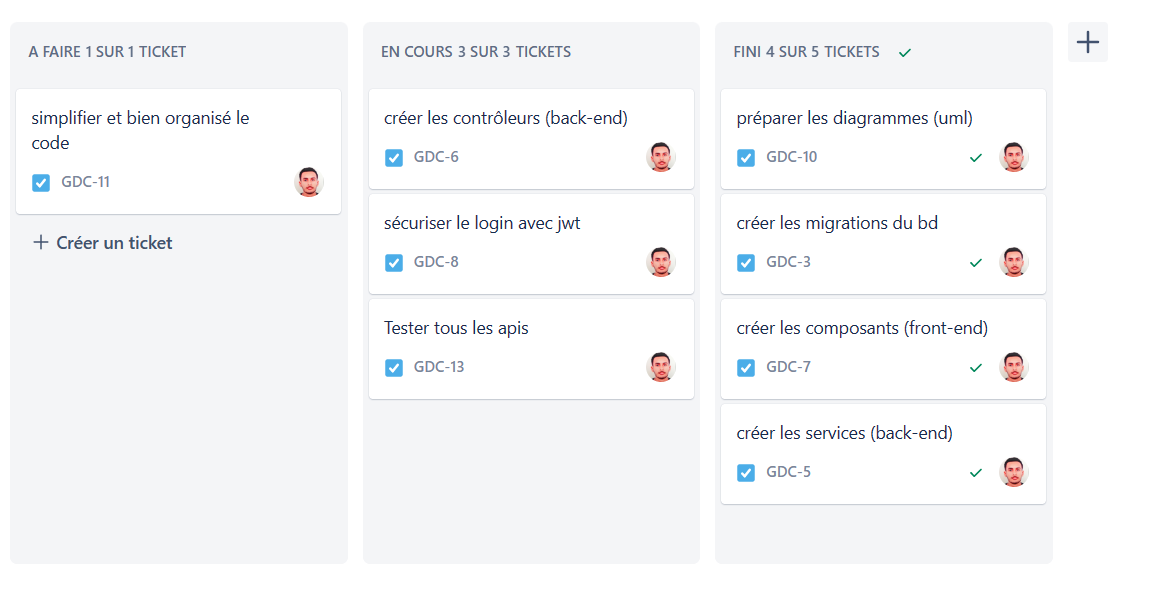 A FAIRE 1 SUR 1 TICKET
simplifier et bien organisé le
code
GDC-11
Créer un ticket
EN COURS 3 SUR 3 TICKETS
créer les contrôleurs (back-end)
GDC-6
sécuriser le login avec jwt
GDC-8
Tester tous les apis
GDC-13
FINI 4 SUR 5 TICKETS
préparer les diagrammes (uml)
GDC-10
créer les migrations du bd
GDC-3
créer les composants (front-end)
GDC-7
créer les services (back-end)
GDC-5